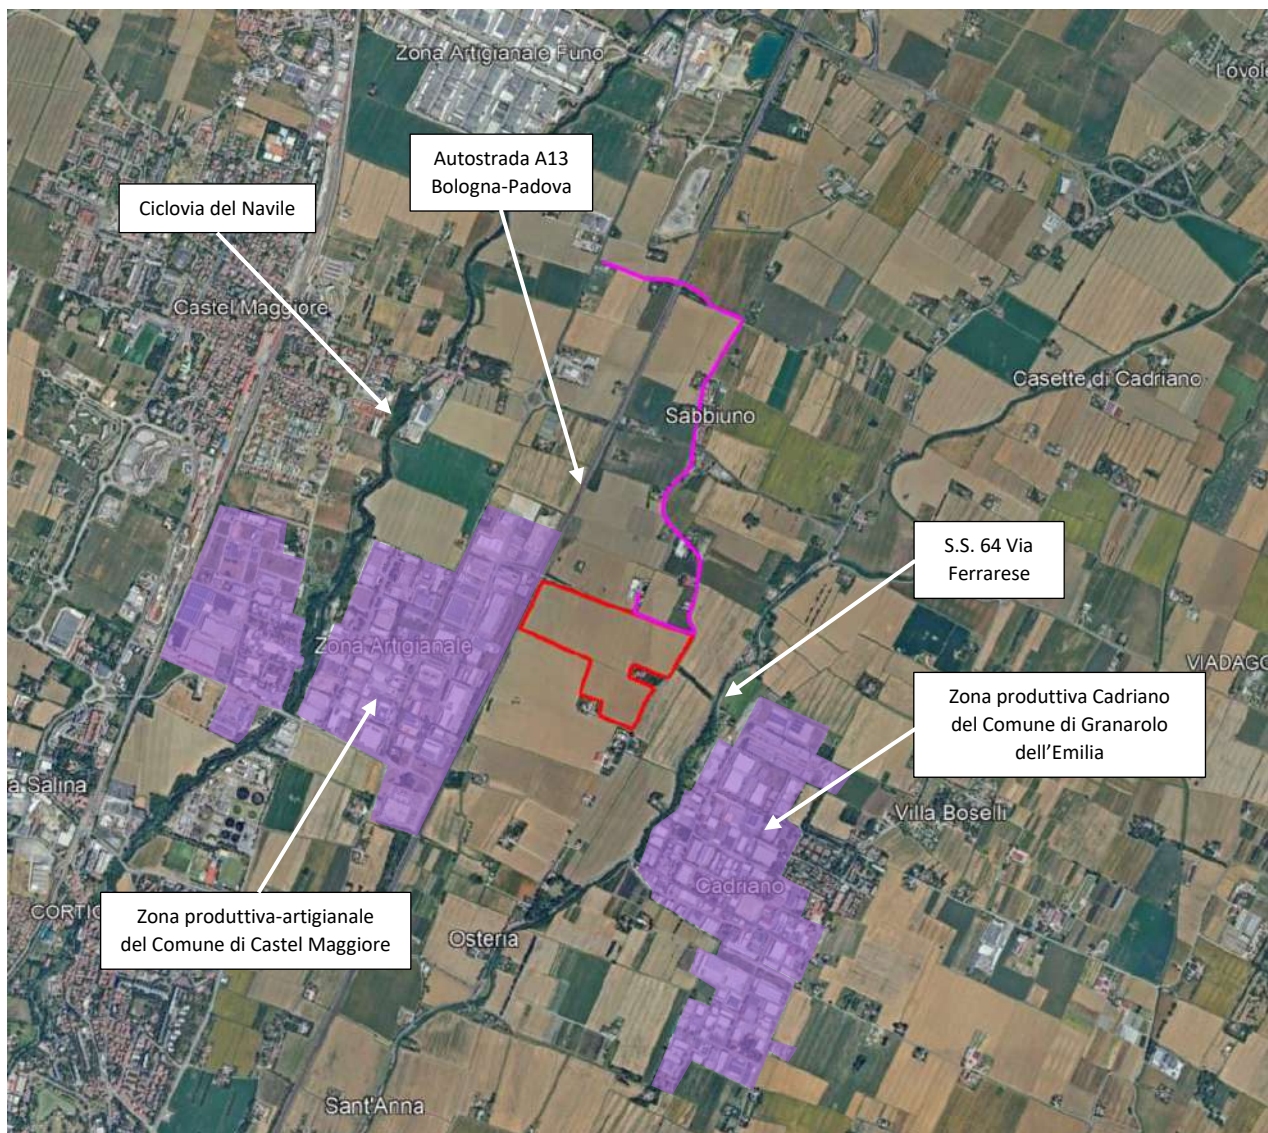 Zona Artigianale Funo
Lovole
Autostrada A13
Bologna-Padova
Ciclovia del Navile
Castel Maggiore
Casette di Cadriano
Sabbiuno
S.S. 64 Via
Ferrarese
Zona Artigianale
VIADAGO
Zona produttiva Cadriano
del Comune di Granarolo
dell'Emilia
a Salina
Villa Boselli
Cadriano
CORTIC
Zona produttiva-artigianale
del Comune di Castel Maggiore
Osteria
Sant'Anna